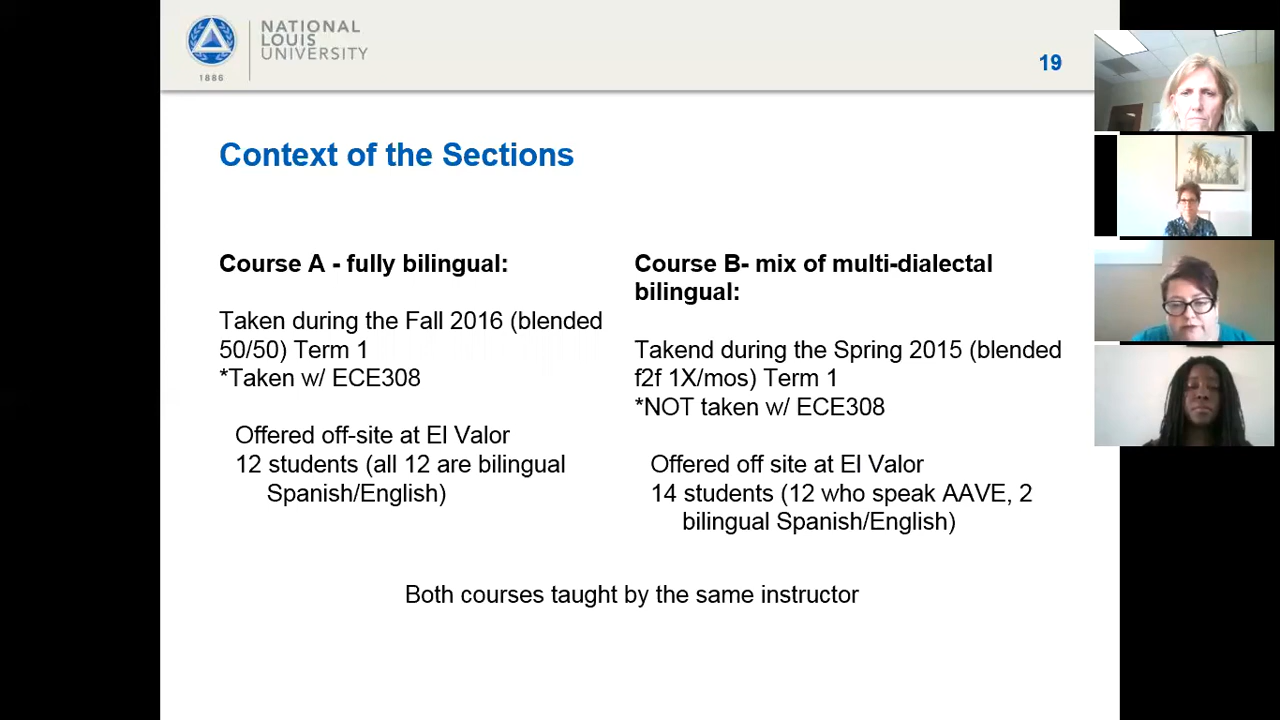 NATIONAL
LOUIS
UNIVERSITY
1886
19
Context of the Sections
Course A - fully bilingual:
Taken during the Fall 2016 (blended
50/50) Term 1
*Taken w/ ECE308
Offered off-site at El Valor
12 students (all 12 are bilingual
Spanish/English)
Course B- mix of multi-dialectal
bilingual:
Takend during the Spring 2015 (blended
f2f 1X/mos) Term 1
*NOT taken w/ ECE308
Offered off site at El Valor
14 students (12 who speak AAVE, 2
bilingual Spanish/English)
Both courses taught by the same instructor